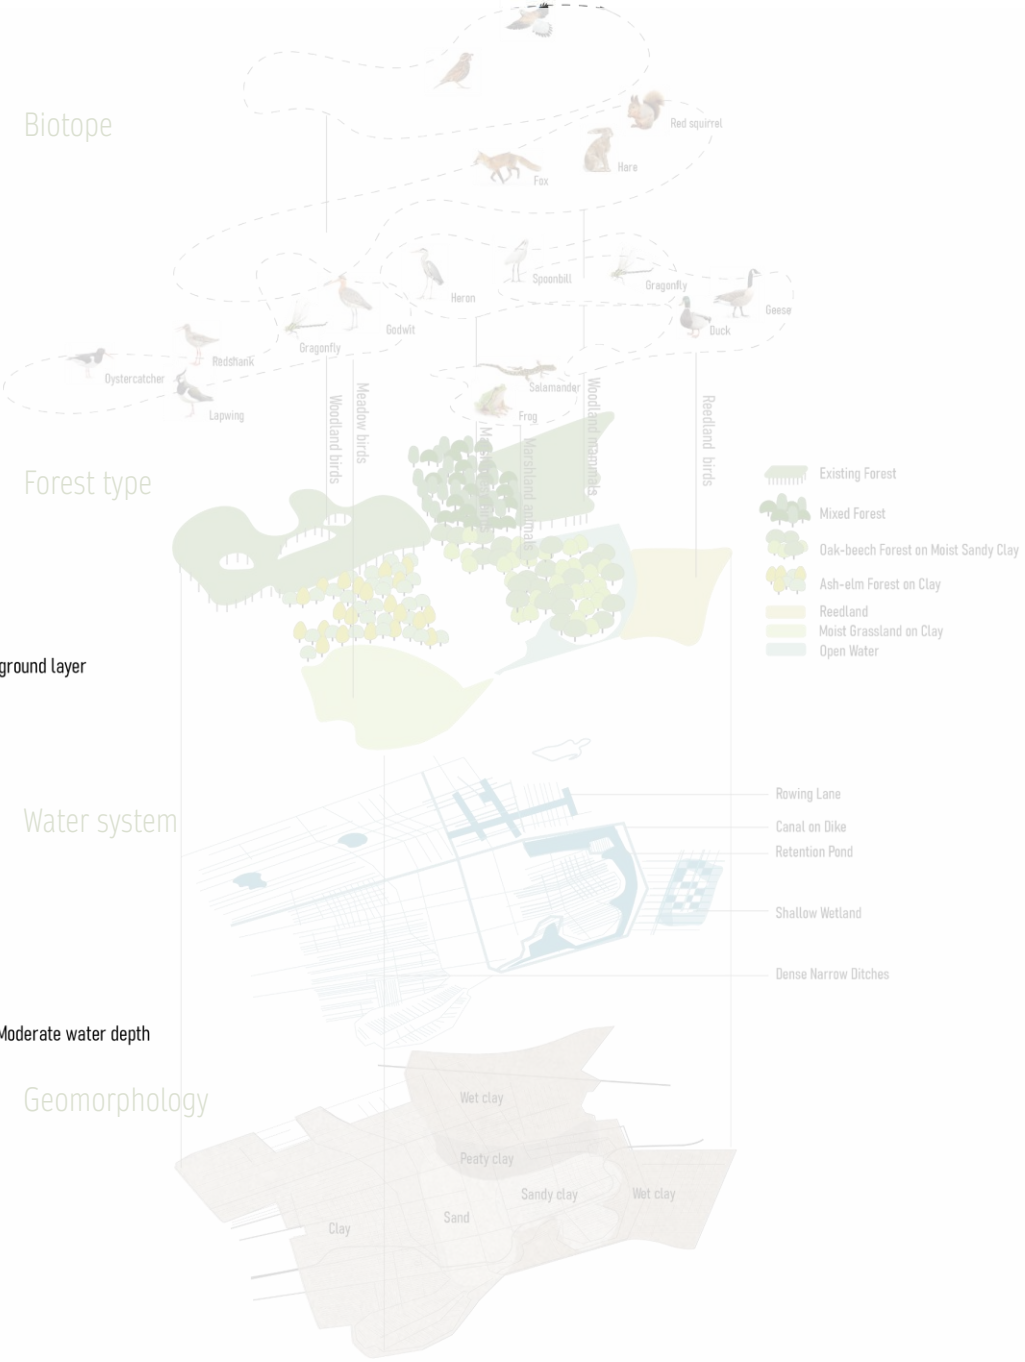 Biotope
Red squirrel
Hare
Fox
Spoonbill
Heron
Gragonfly
Geese
Duck
Godwit
Gragonfly
Redshank
Oystercatcher
Lapwing
Salamander
Frog
Woodland birds
Meadow birds
Marshland animals
Woodland mammals
Reedland birds
Forest type
Existing Forest
Mixed Forest
Oak-beech Forest on Moist Sandy Clay
Ash-elm Forest on Clay
Reedland
Moist Grassland on Clay
Open Water
ground layer
Water system
Rowing Lane
Canal on Dike
Retention Pond
Shallow Wetland
Dense Narrow Ditches
Moderate water depth
Geomorphology
Wet clay
Peaty clay
Sandy clay
Wet clay
Sand
Clay